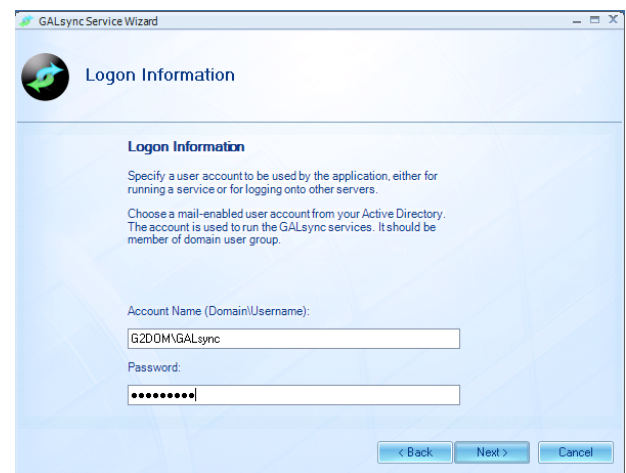 GALsync Service Wizard
Logon Information
Logon Information
Specify a user account to be used by the application, either for
running a service or for logging onto other servers.
Choose a mail-enabled user account from your Active Directory.
The account is used to run the GALsync services. It should be
member of domain user group.
Account Name (Domain\Username):
G2DOM\GALsync
Password:
●●●●●●●●●
< Back Next > Cancel